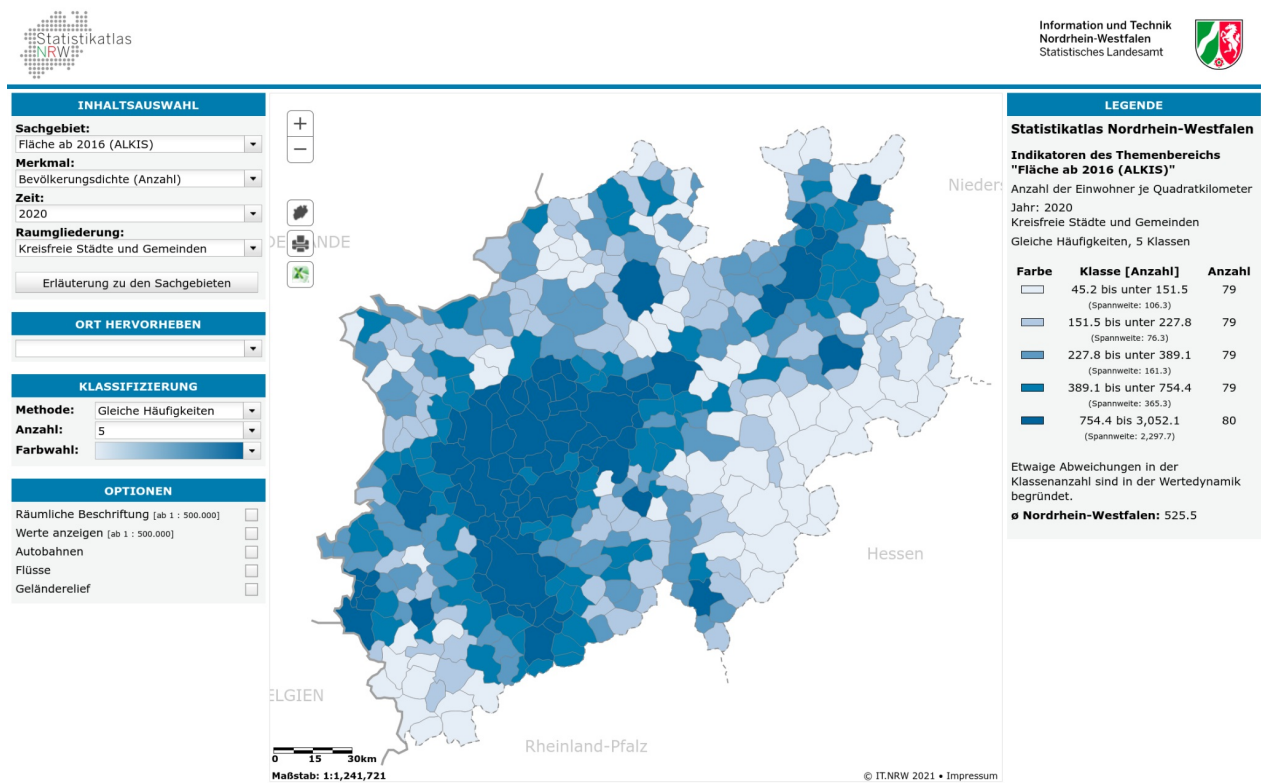 Statistikatlas
NRW
Information und Technik
Nordrhein-Westfalen
Statistisches Landesamt
INHALTSAUSWAHL
Sachgebiet:
Fläche ab 2016 (ALKIS)
Merkmal:
Bevölkerungsdichte (Anzahl)
Zeit:
2020
Raumgliederung:
Kreisfreie Städte und Gemeinden
Erläuterung zu den Sachgebieten
ORT HERVORHEBEN
KLASSIFIZIERUNG
Methode: Gleiche Häufigkeiten
Anzahl: 5
Farbwahl:
OPTIONEN
Räumliche Beschriftung [ab 1 : 500.000]
Werte anzeigen [ab 1 : 500.000]
Autobahnen
Flüsse
Geländerelief
+
−
Nieders
DE ANDE
Hessen
ELGIEN
Rheinland-Pfalz
0 15 30km
Maßstab: 1:1,241,721
© IT.NRW 2021 • Impressum
LEGENDE
Statistikatlas Nordrhein-Westfalen
Indikatoren des Themenbereichs
"Fläche ab 2016 (ALKIS)"
Anzahl der Einwohner je Quadratkilometer
Jahr: 2020
Kreisfreie Städte und Gemeinden
Gleiche Häufigkeiten, 5 Klassen
Farbe Klasse [Anzahl] Anzahl
45.2 bis unter 151.5 79
(Spannweite: 106.3)
151.5 bis unter 227.8 79
(Spannweite: 76.3)
227.8 bis unter 389.1 79
(Spannweite: 161.3)
389.1 bis unter 754.4 79
(Spannweite: 365.3)
754.4 bis 3,052.1 80
(Spannweite: 2,297.7)
Etwaige Abweichungen in der
Klassenanzahl sind in der Wertedynamik
begründet.
ø Nordrhein-Westfalen: 525.5